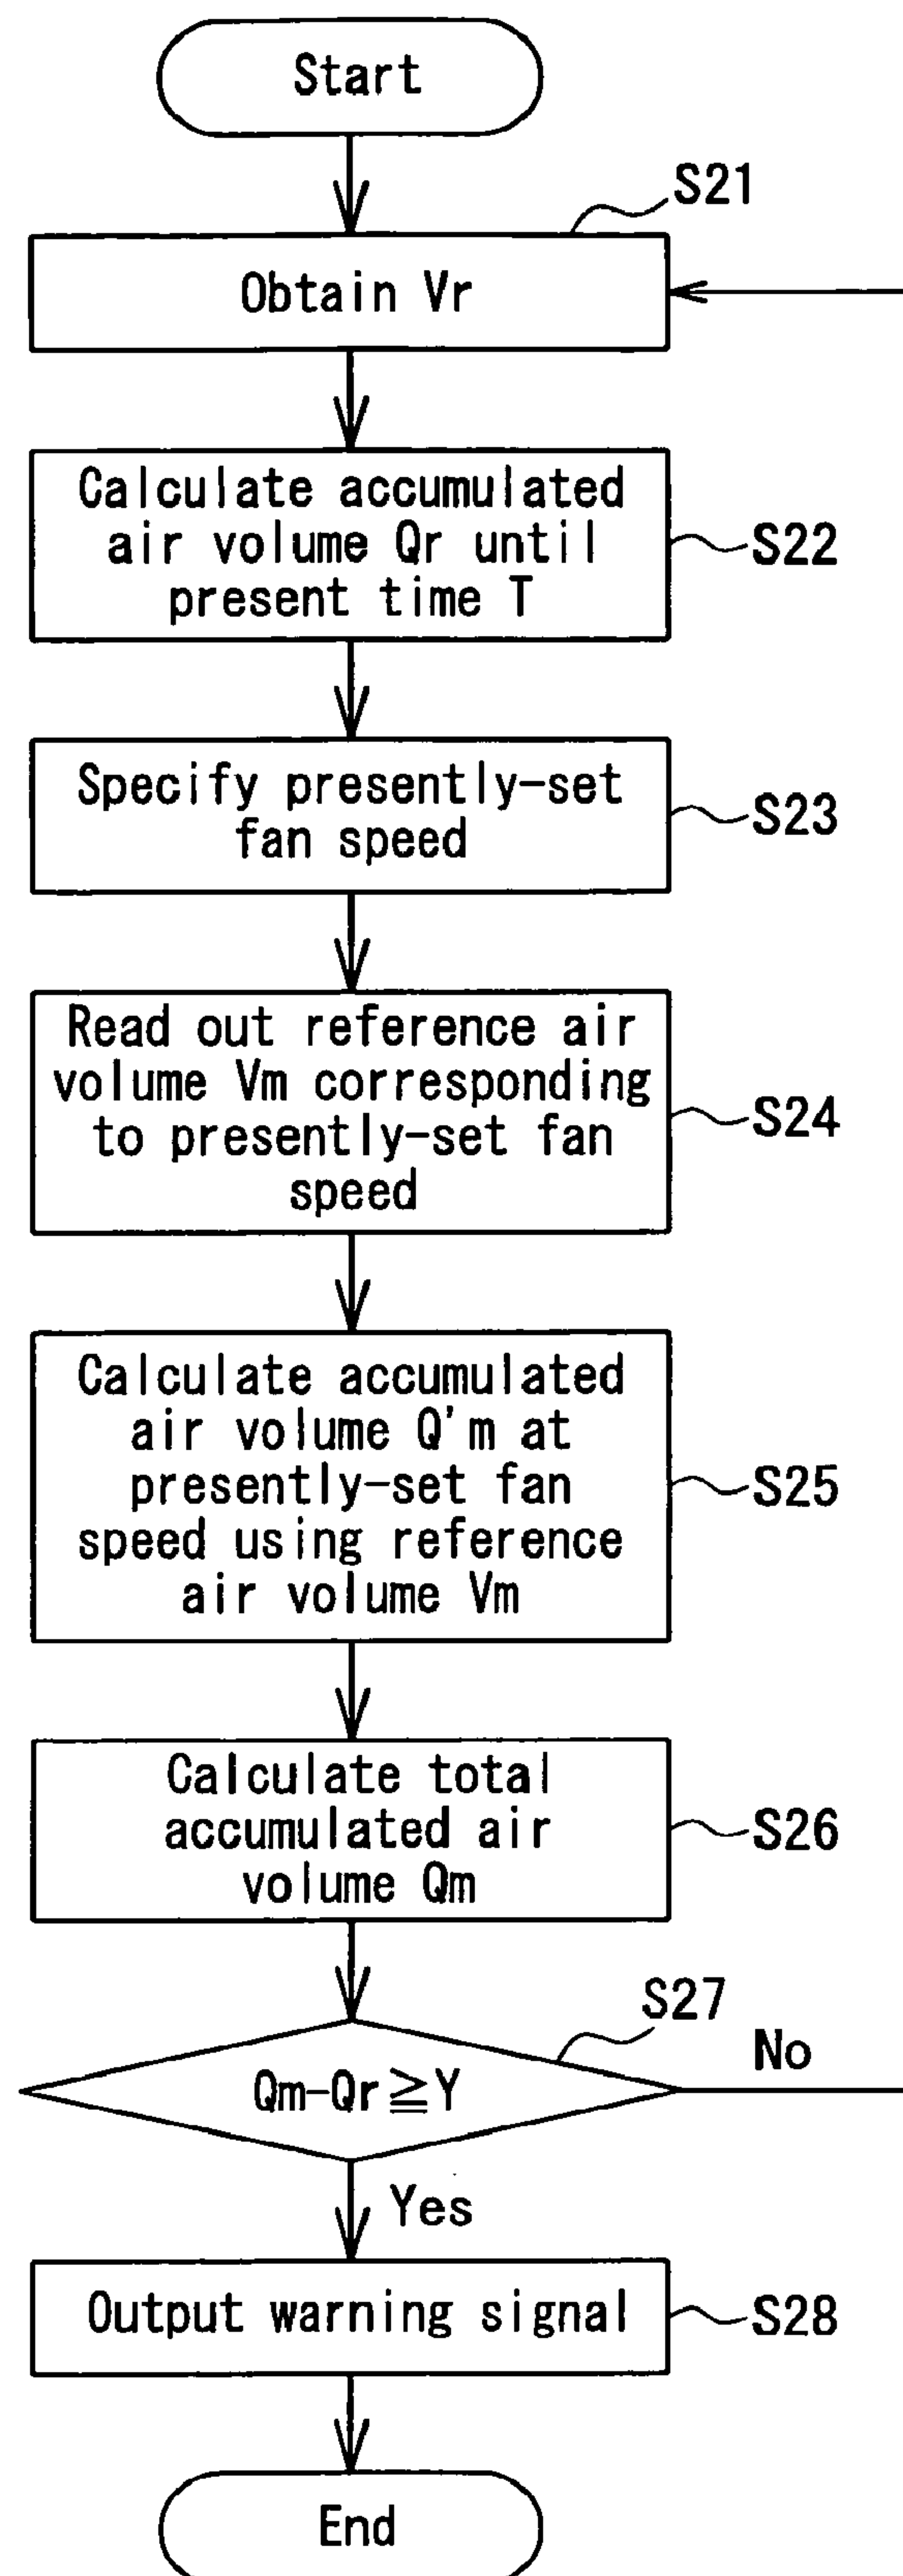 Start
S21
Obtain Vr
Calculate accumulated
air volume Qr until
present time T
S22
Specify presently-set
fan speed
S23
Read out reference air
volume Vm corresponding
to presently-set fan
speed
S24
Calculate accumulated
air volume Q'm at
presently-set fan
speed using reference
air volume Vm
S25
Calculate total
accumulated air
volume Qm
S26
S27
No
Qm-Qr≧Y
Yes
Output warning signal
S28
End